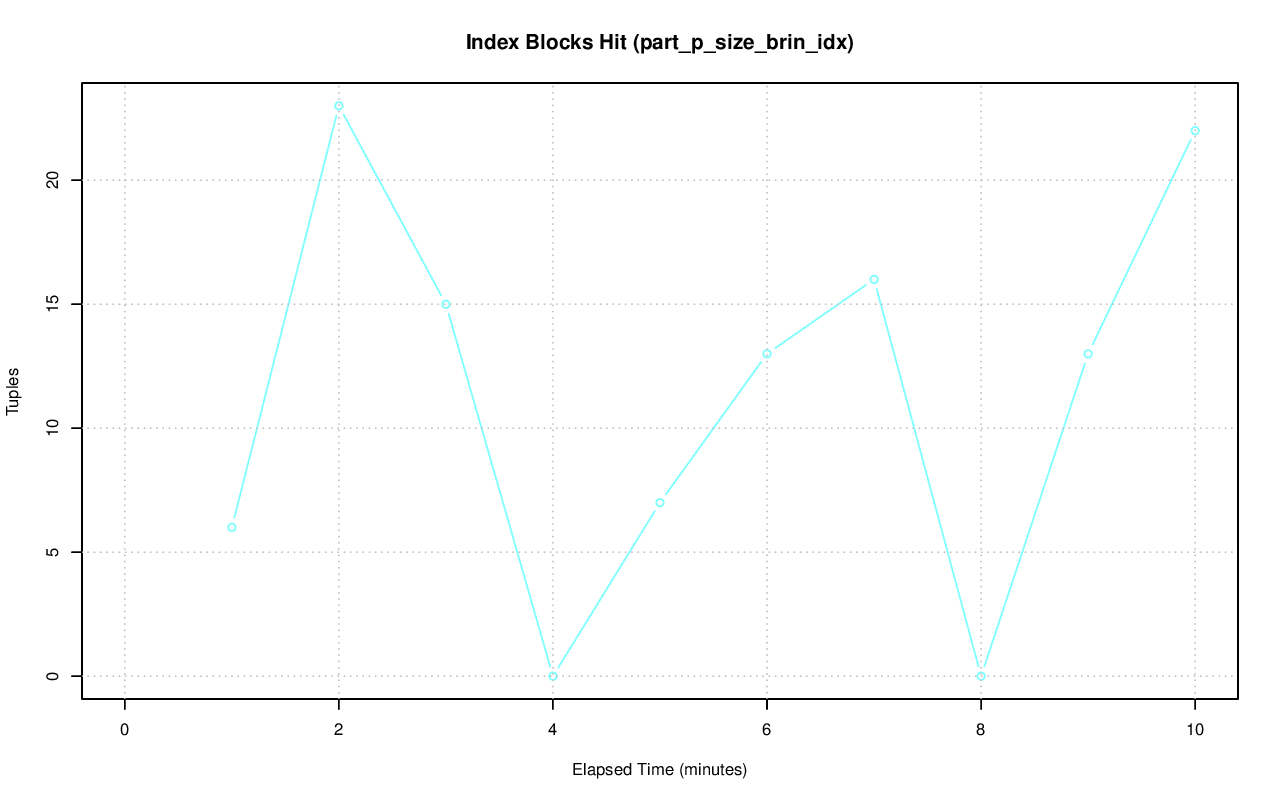 Index Blocks Hit (part_p_size_brin_idx)
Tuples
20
15
10
5
0
0 2 4 6 8 10
Elapsed Time (minutes)